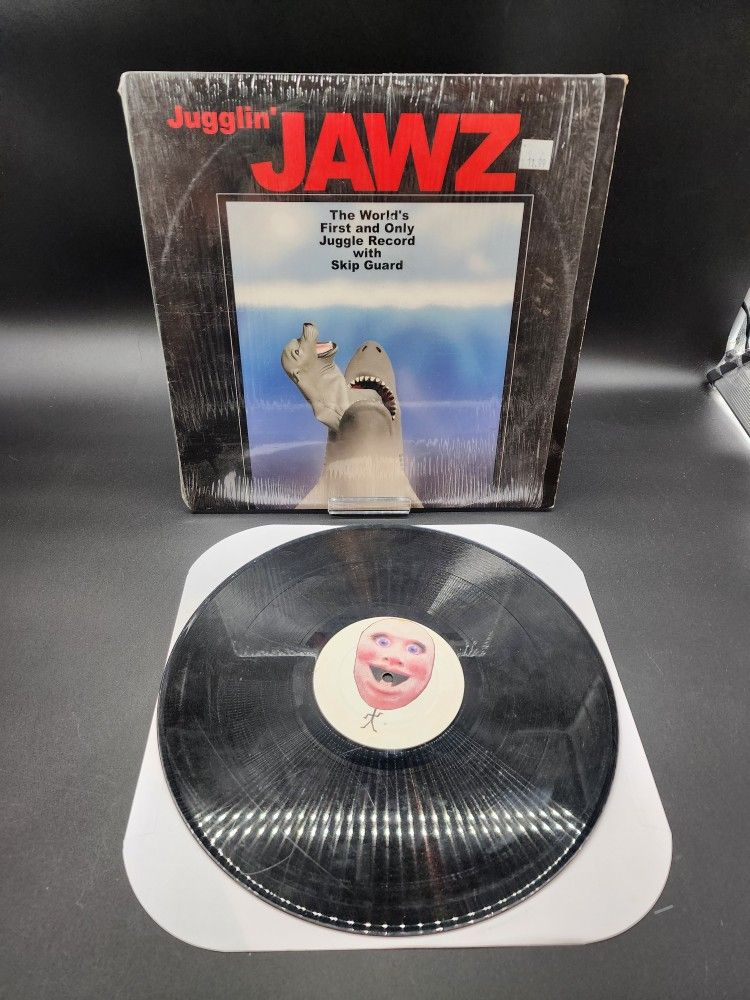 Jugglin'
JAWZ
The World's
First and Only
Juggle Record
with
Skip Guard